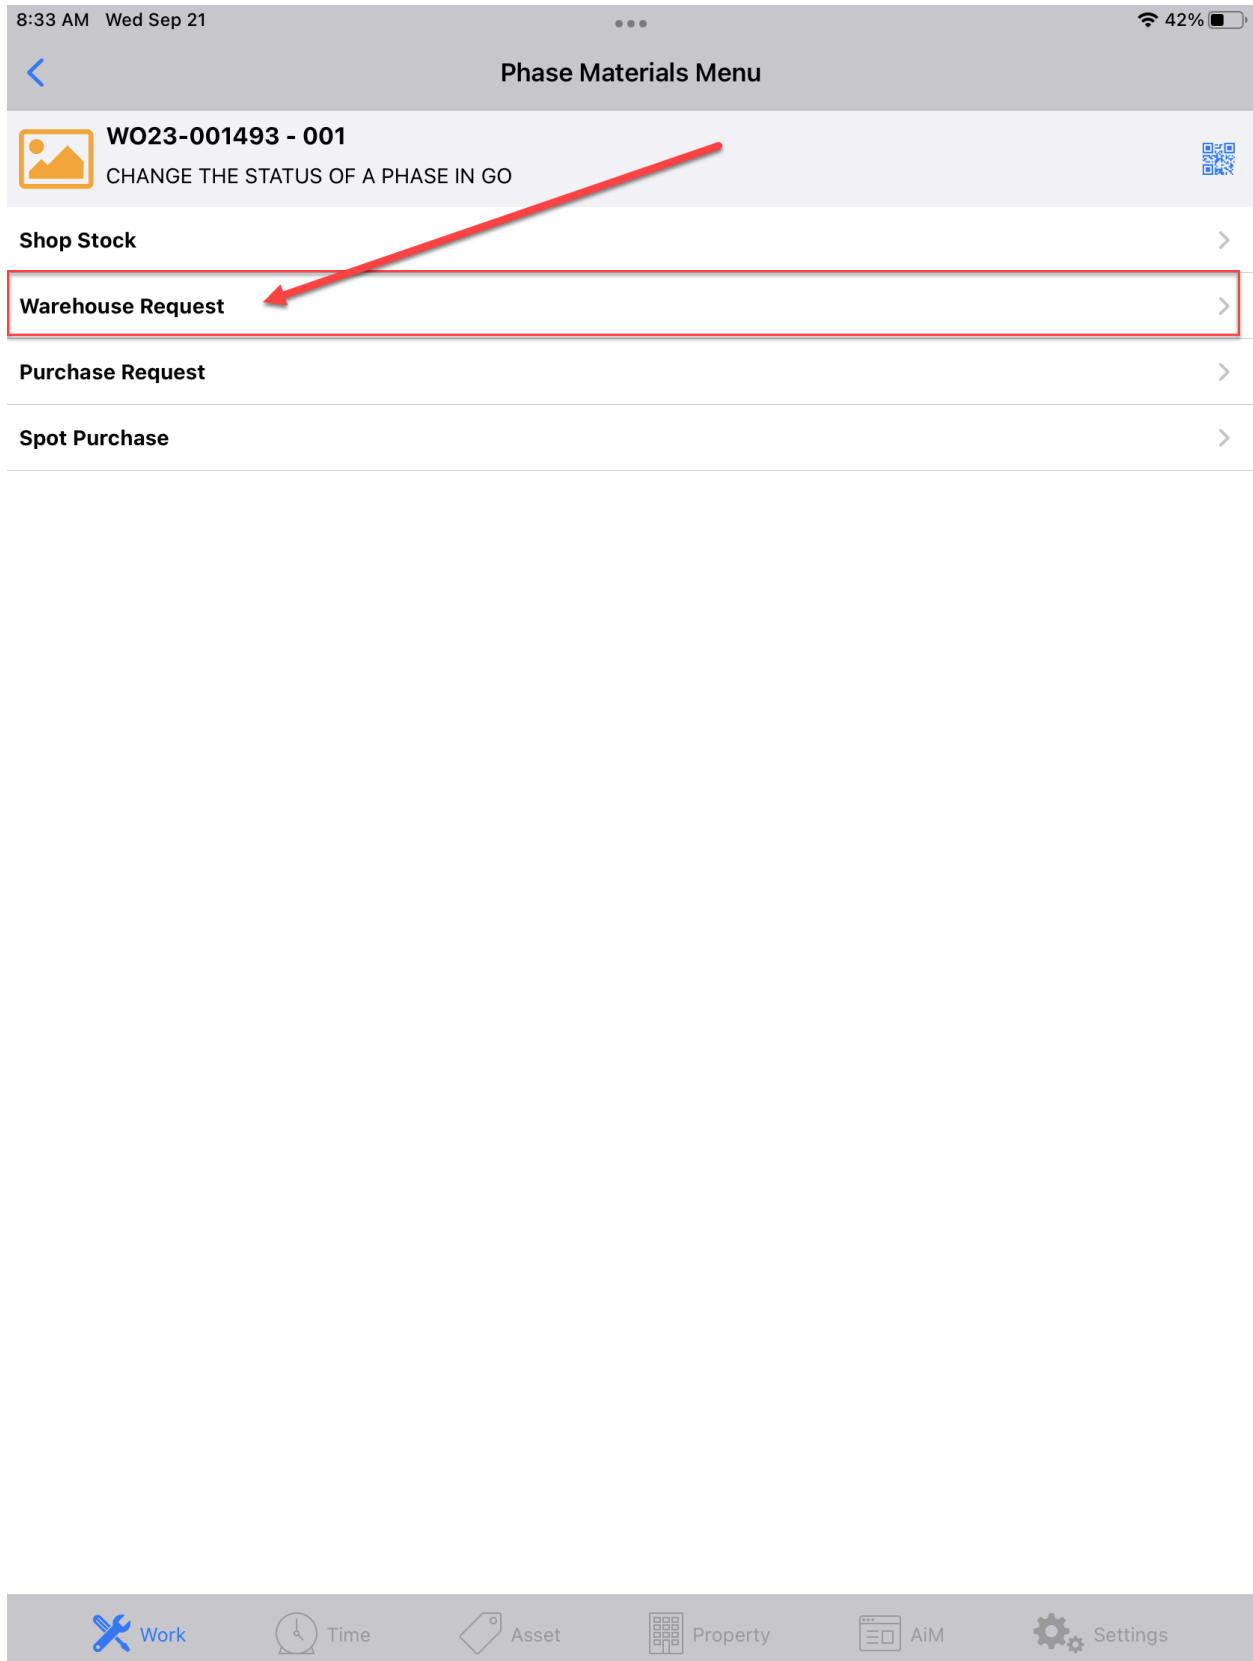 8:33 AM Wed Sep 21 42%
Phase Materials Menu
WO23-001493 - 001
CHANGE THE STATUS OF A PHASE IN GO
Shop Stock
Warehouse Request
Purchase Request
Spot Purchase
Work Time Asset Property AiM Settings